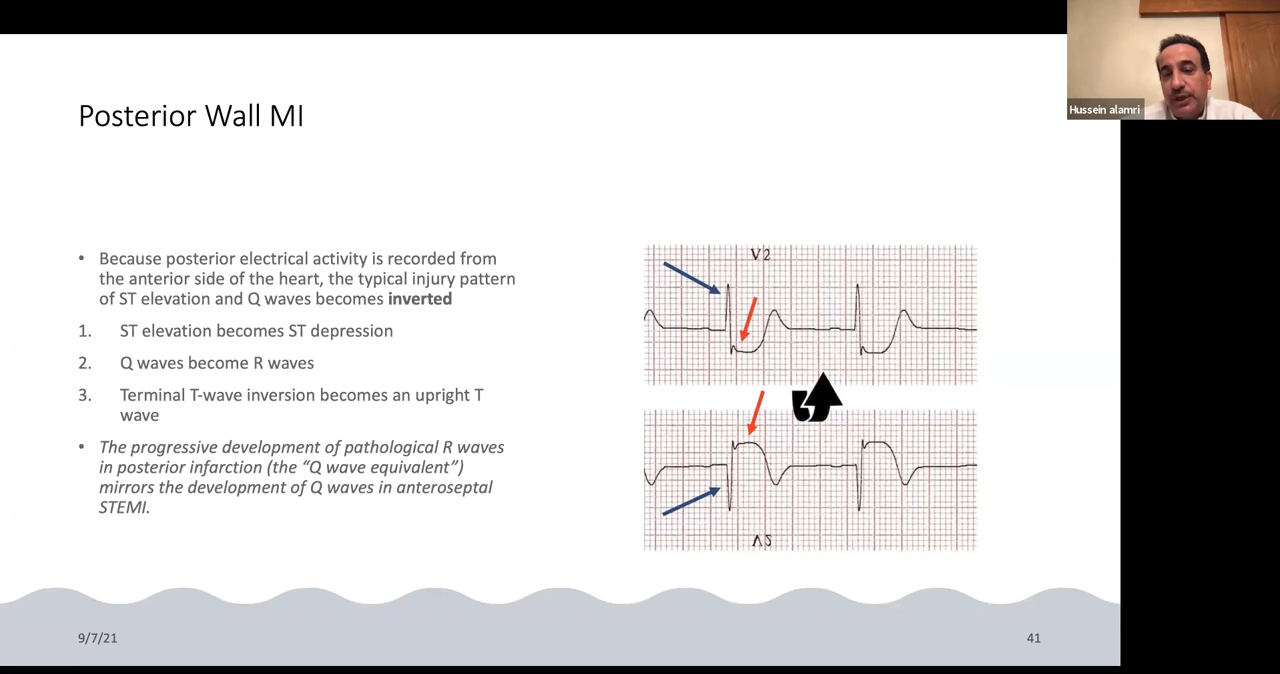 Hussein alamri
Posterior Wall MI
• Because posterior electrical activity is recorded from
the anterior side of the heart, the typical injury pattern
of ST elevation and Q waves becomes inverted
1. ST elevation becomes ST depression
2. Q waves become R waves
3. Terminal T-wave inversion becomes an upright T
wave
• The progressive development of pathological R waves
in posterior infarction (the “Q wave equivalent”)
mirrors the development of Q waves in anteroseptal
STEMI.
V2
V2
9/7/21
41